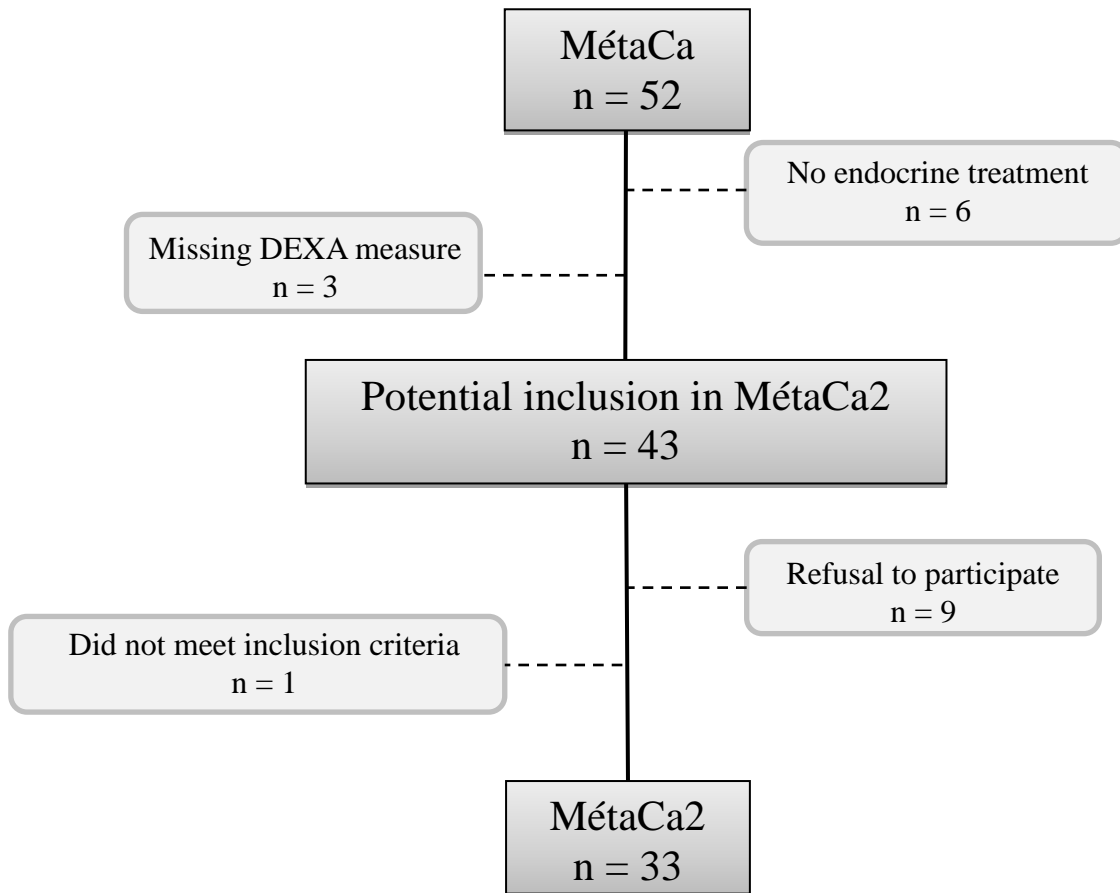 MétaCa
n = 52
No endocrine treatment
n = 6
Missing DEXA measure
n = 3
Potential inclusion in MétaCa2
n = 43
Refusal to participate
n = 9
Did not meet inclusion criteria
n = 1
MétaCa2
n = 33